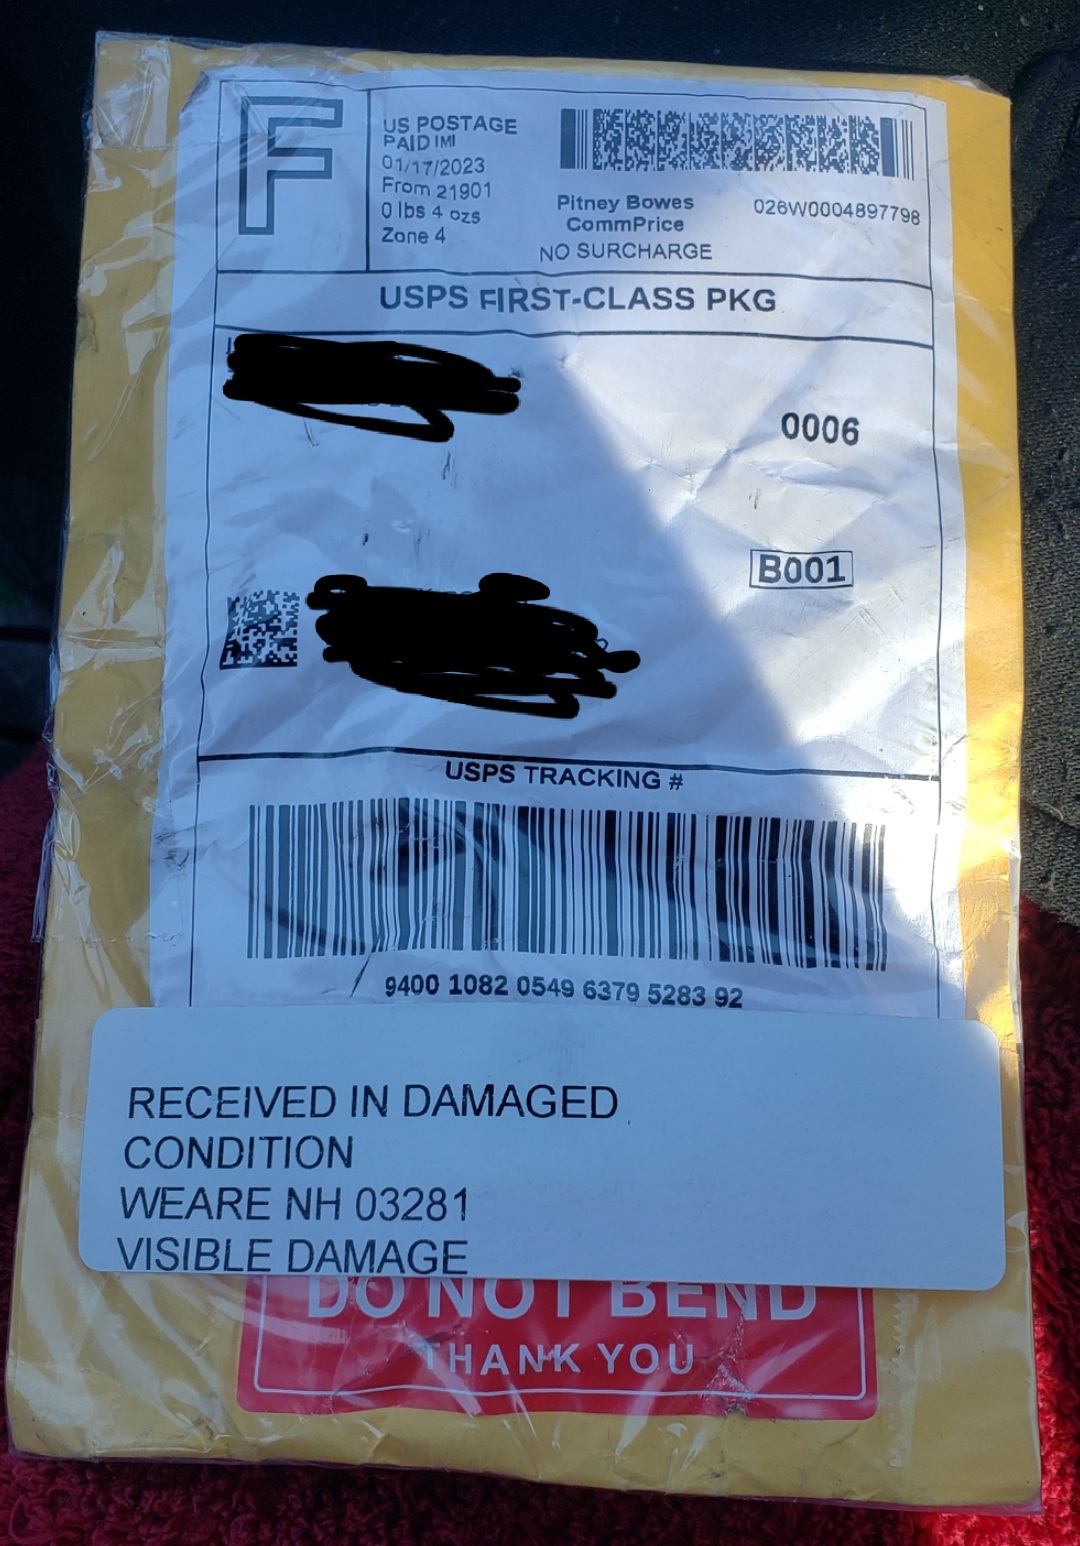 F
US POSTAGE
PAID IMI
01/17/2023
From 21901
0 lbs 4 ozs
Zone 4
Pitney Bowes
CommPrice
NO SURCHARGE
026W0004897798
USPS FIRST-CLASS PKG
0006
B001
USPS TRACKING #
9400 1082 0549 6379 5283 92
RECEIVED IN DAMAGED
CONDITION
WEARE NH 03281
VISIBLE DAMAGE
DO NOT BEND
THANK YOU